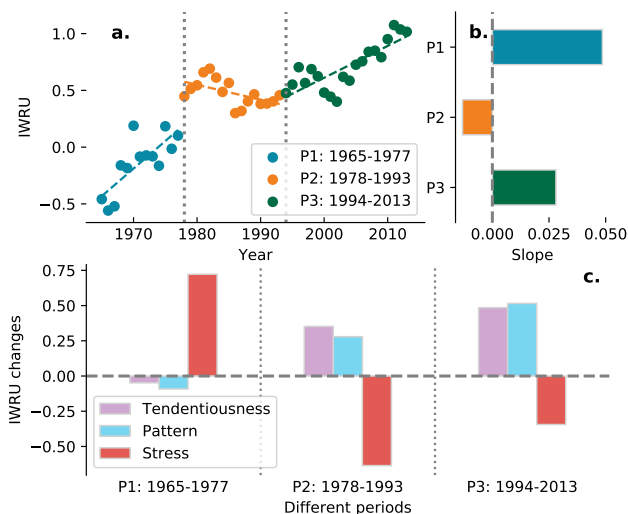 a.
1.0
0.5
0.0
−0.5
IWRU
P1: 1965-1977
P2: 1978-1993
P3: 1994-2013
1970 1980 1990 2000 2010
Year
b.
P1
P2
P3
0.000 0.050
Slope
c.
0.75
0.50
0.25
0.00
−0.25
−0.50
IWRU changes
Tendentiousness
Pattern
Stress
P1: 1965-1977 P2: 1978-1993 P3: 1994-2013
Different periods